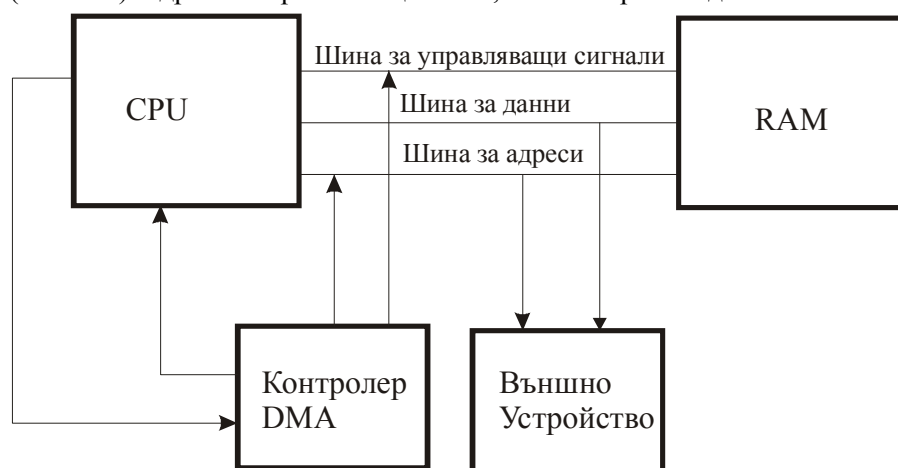 Шина за управляващи сигнали
CPU
Шина за данни
RAM
Шина за адреси
Контролер
DMA
Външно
Устройство